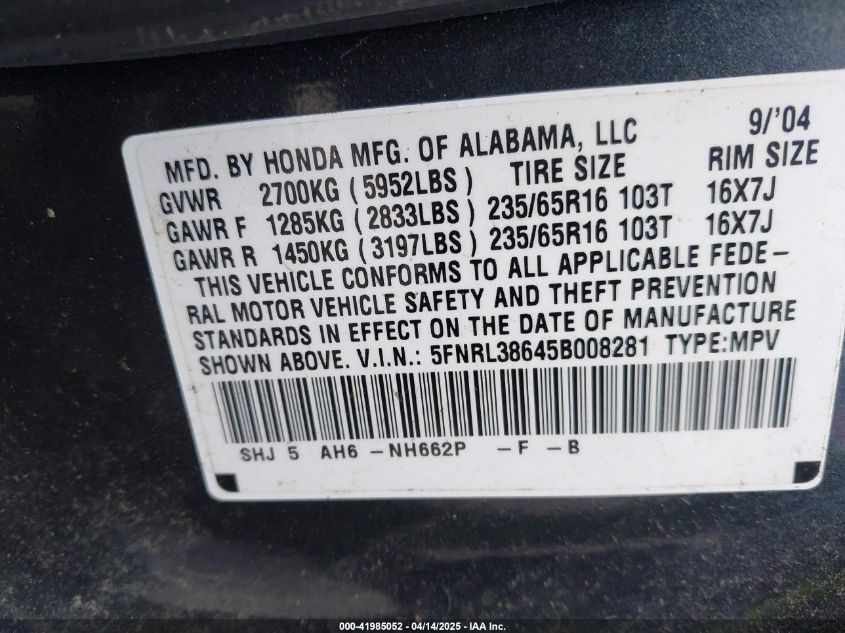 MFD. BY HONDA MFG. OF ALABAMA, LLC 9/'04
GVWR 2700KG (5952LBS) TIRE SIZE RIM SIZE
GAWR F 1285KG (2833LBS) 235/65R16 103T 16X7J
GAWR R 1450KG (3197LBS) 235/65R16 103T 16X7J
THIS VEHICLE CONFORMS TO ALL APPLICABLE FEDE-
RAL MOTOR VEHICLE SAFETY AND THEFT PREVENTION
STANDARDS IN EFFECT ON THE DATE OF MANUFACTURE
SHOWN ABOVE. V.I.N.: 5FNRL38645B008281 TYPE:MPV
SHJ 5 AH6 -NH662P -F -B
000-41985052 - 04/14/2025 - IAA Inc.